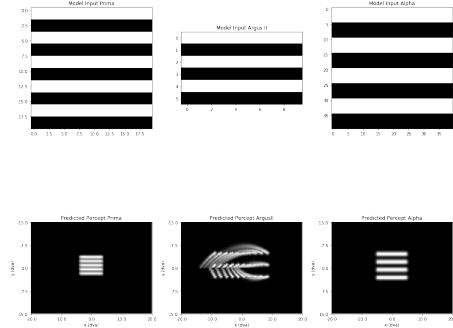 Model Input Prima
Model Input Argus II
Model Input Alpha
0.0
2.5
5.0
7.5
10.0
12.5
15.0
17.5
0.0 2.5 5.0 7.5 10.0 12.5 15.0 17.5
0
1
2
3
4
5
0 2 4 6 8
0
5
10
15
20
25
30
35
0 5 10 15 20 25 30 35
Predicted Percept Prima
Predicted Percept ArgusII
Predicted Percept Alpha
-15.0
-7.5
0.0
7.5
15.0
y (dva)
-20.0 -10.0 0.0 10.0 20.0
x (dva)
-15.0
-7.5
0.0
7.5
15.0
y (dva)
-20.0 -10.0 0.0 10.0 20.0
x (dva)
-15.0
-7.5
0.0
7.5
15.0
y (dva)
-20.0 -10.0 0.0 10.0 20.0
x (dva)